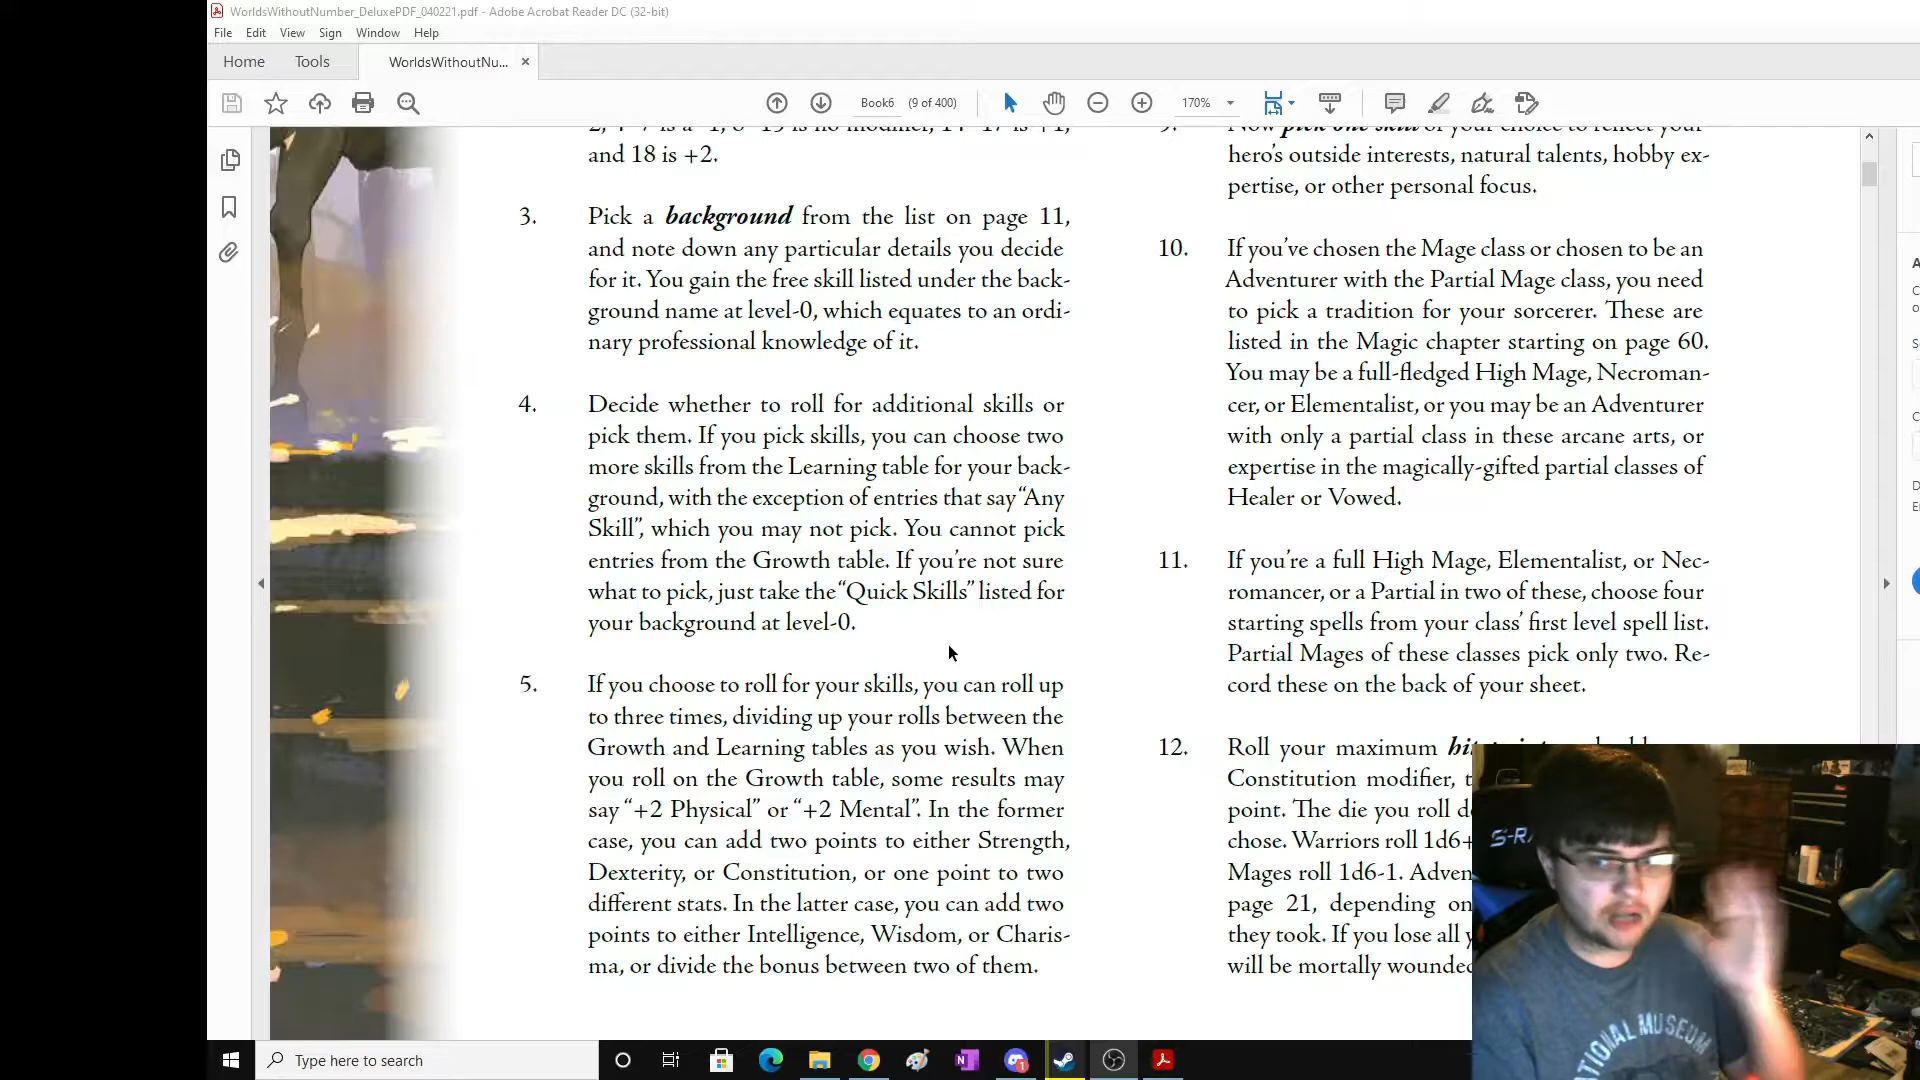 WorldsWithoutNumber_DeluxePDF_040221.pdf - Adobe Acrobat Reader DC (32-bit)
File Edit View Sign Window Help
Home Tools WorldsWithoutNu... ×
Book6 (9 of 400) 170%
and 18 is +2.
3. Pick a background from the list on page 11,
and note down any particular details you decide
for it. You gain the free skill listed under the back-
ground name at level-0, which equates to an ordi-
nary professional knowledge of it.
4. Decide whether to roll for additional skills or
pick them. If you pick skills, you can choose two
more skills from the Learning table for your back-
ground, with the exception of entries that say “Any
Skill”, which you may not pick. You cannot pick
entries from the Growth table. If you’re not sure
what to pick, just take the “Quick Skills” listed for
your background at level-0.
5. If you choose to roll for your skills, you can roll up
to three times, dividing up your rolls between the
Growth and Learning tables as you wish. When
you roll on the Growth table, some results may
say “+2 Physical” or “+2 Mental”. In the former
case, you can add two points to either Strength,
Dexterity, or Constitution, or one point to two
different stats. In the latter case, you can add two
points to either Intelligence, Wisdom, or Charis-
ma, or divide the bonus between two of them.
9. Now pick one skill of your choice to reflect your
hero’s outside interests, natural talents, hobby ex-
pertise, or other personal focus.
10. If you’ve chosen the Mage class or chosen to be an
Adventurer with the Partial Mage class, you need
to pick a tradition for your sorcerer. These are
listed in the Magic chapter starting on page 60.
You may be a full-fledged High Mage, Necroman-
cer, or Elementalist, or you may be an Adventurer
with only a partial class in these arcane arts, or
expertise in the magically-gifted partial classes of
Healer or Vowed.
11. If you’re a full High Mage, Elementalist, or Nec-
romancer, or a Partial in two of these, choose four
starting spells from your class’ first level spell list.
Partial Mages of these classes pick only two. Re-
cord these on the back of your sheet.
12. Roll your maximum
Constitution modifier,
point. The die you roll
chose. Warriors roll 1d6+
Mages roll 1d6-1.
page 21, depending on
they took. If you lose all
will be mortally wounded
S-RA
TIONAL MUSEUM
Type here to search